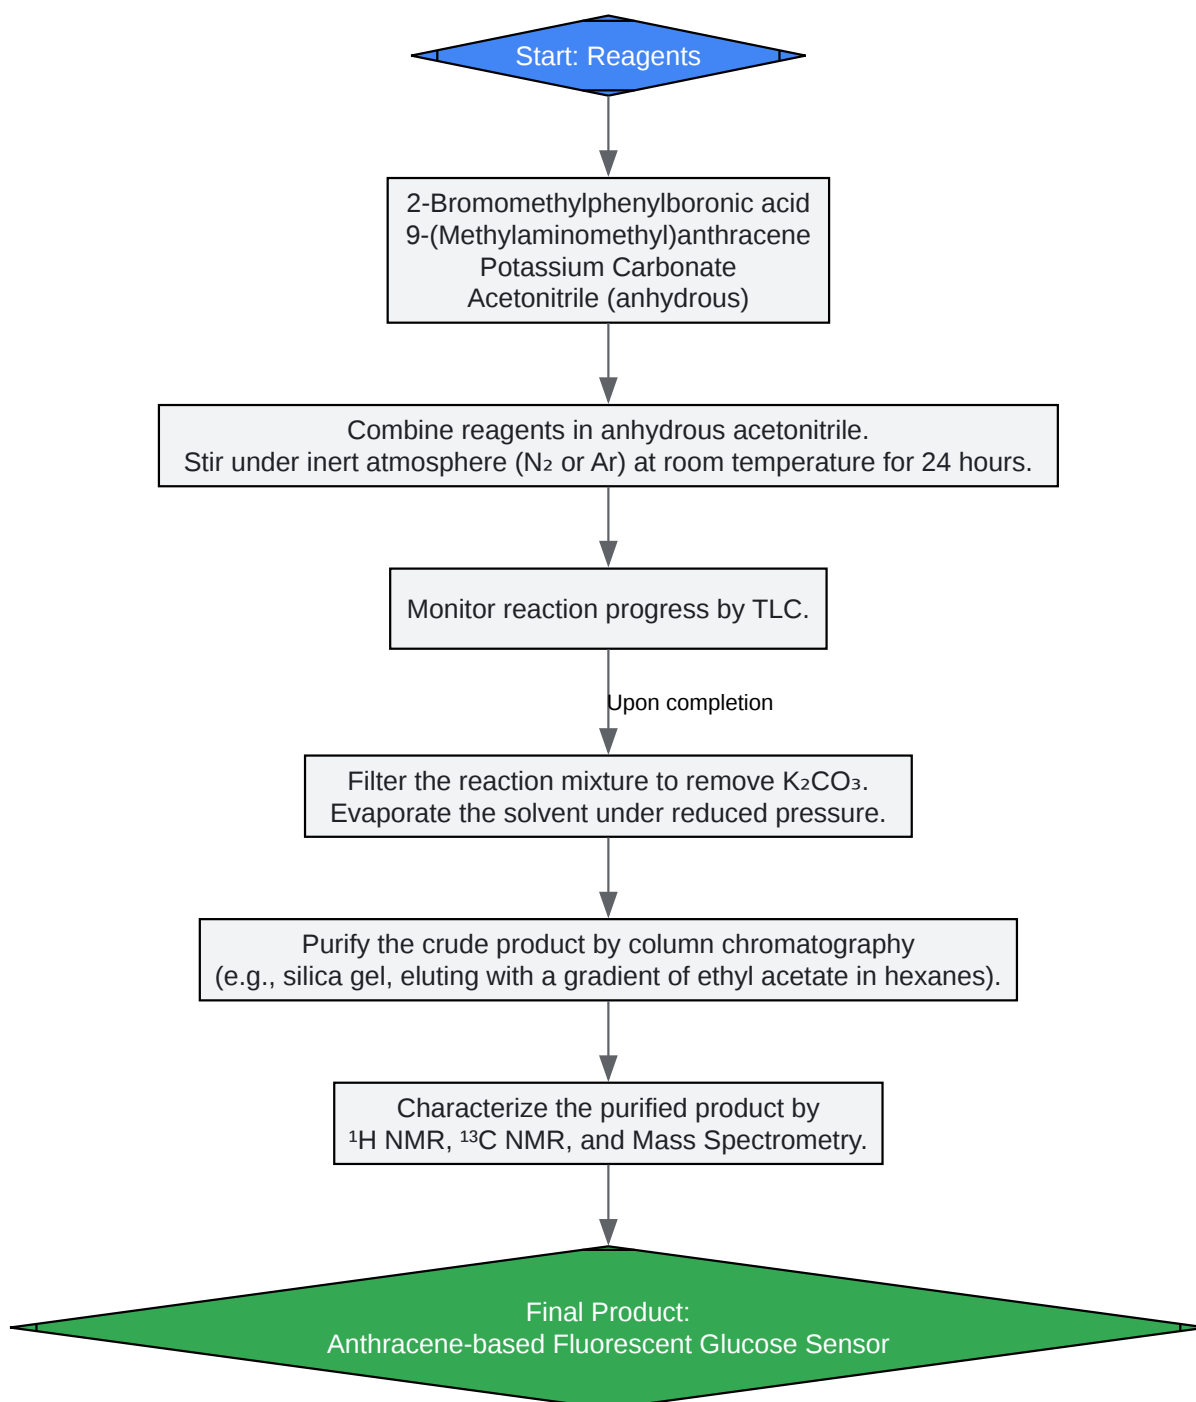 Start: Reagents
2-Bromomethylphenylboronic acid
9-(Methylaminomethyl)anthracene
Potassium Carbonate
Acetonitrile (anhydrous)
Combine reagents in anhydrous acetonitrile.
Stir under inert atmosphere (N₂ or Ar) at room temperature for 24 hours.
Monitor reaction progress by TLC.
Upon completion
Filter the reaction mixture to remove K₂CO₃.
Evaporate the solvent under reduced pressure.
Purify the crude product by column chromatography
(e.g., silica gel, eluting with a gradient of ethyl acetate in hexanes).
Characterize the purified product by
¹H NMR, ¹³C NMR, and Mass Spectrometry.
Final Product:
Anthracene-based Fluorescent Glucose Sensor